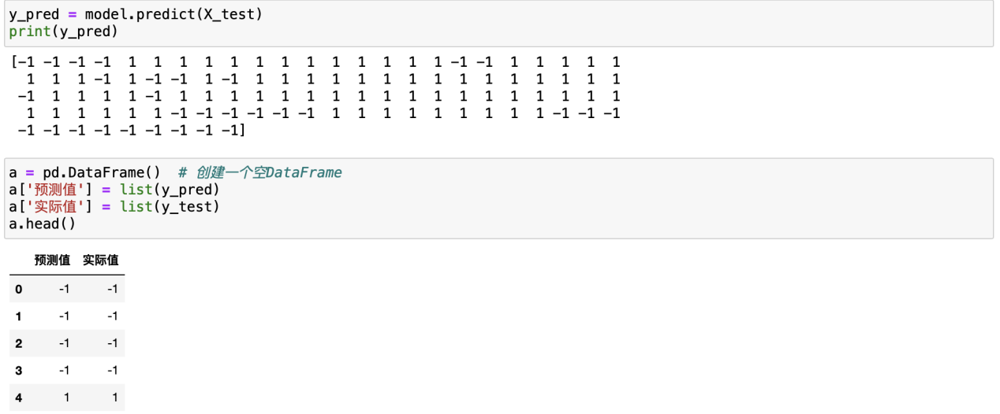 y_pred = model.predict(X_test)
print(y_pred)
[-1 -1 -1 -1  1  1  1  1  1  1  1  1  1  1  1  1  1 -1 -1  1  1  1  1  1
  1  1  1 -1  1 -1 -1  1 -1  1  1  1  1  1  1  1  1  1  1  1  1  1  1  1
 -1  1  1  1  1 -1  1  1  1  1  1  1  1  1  1  1  1  1  1  1  1  1  1  1
  1  1  1  1  1  1 -1 -1 -1 -1 -1 -1  1  1  1  1  1  1  1  1  1 -1 -1 -1
 -1 -1 -1 -1 -1 -1 -1 -1 -1]
a = pd.DataFrame()  # 创建一个空DataFrame
a['预测值'] = list(y_pred)
a['实际值'] = list(y_test)
a.head()
预测值 实际值
0 -1 -1
1 -1 -1
2 -1 -1
3 -1 -1
4 1 1